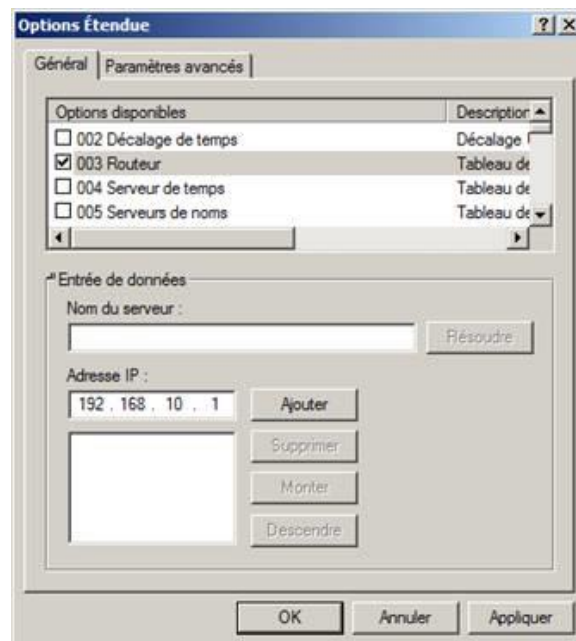 Options Étendue
Général Paramètres avancés
Options disponibles Description
002 Décalage de temps Décalage
003 Routeur Tableau de
004 Serveur de temps Tableau de
005 Serveurs de noms Tableau de
Entrée de données
Nom du serveur :
Résoudre
Adresse IP :
192 . 168 . 10 . 1 Ajouter
Supprimer
Monter
Descendre
OK Annuler Appliquer